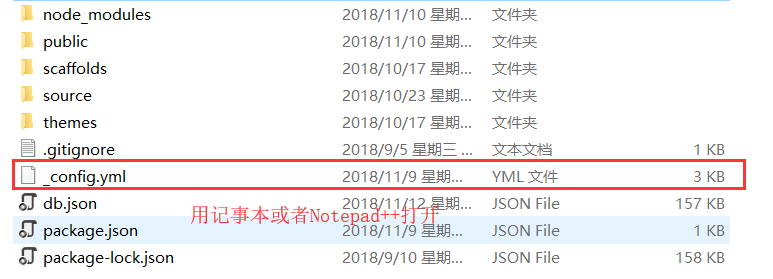 node_modules 2018/11/10 星期... 文件夹
public 2018/11/10 星期... 文件夹
scaffolds 2018/10/17 星期... 文件夹
source 2018/10/23 星期... 文件夹
themes 2018/11/10 星期... 文件夹
.gitignore 2018/9/5 星期三 ... 文本文档 1 KB
_config.yml 2018/11/9 星期... YML 文件 3 KB
db.json 2018/11/12 星期... JSON File 157 KB
用记事本或者Notepad++打开
package.json 2018/11/9 星期... JSON File 1 KB
package-lock.json 2018/9/10 星期... JSON File 158 KB